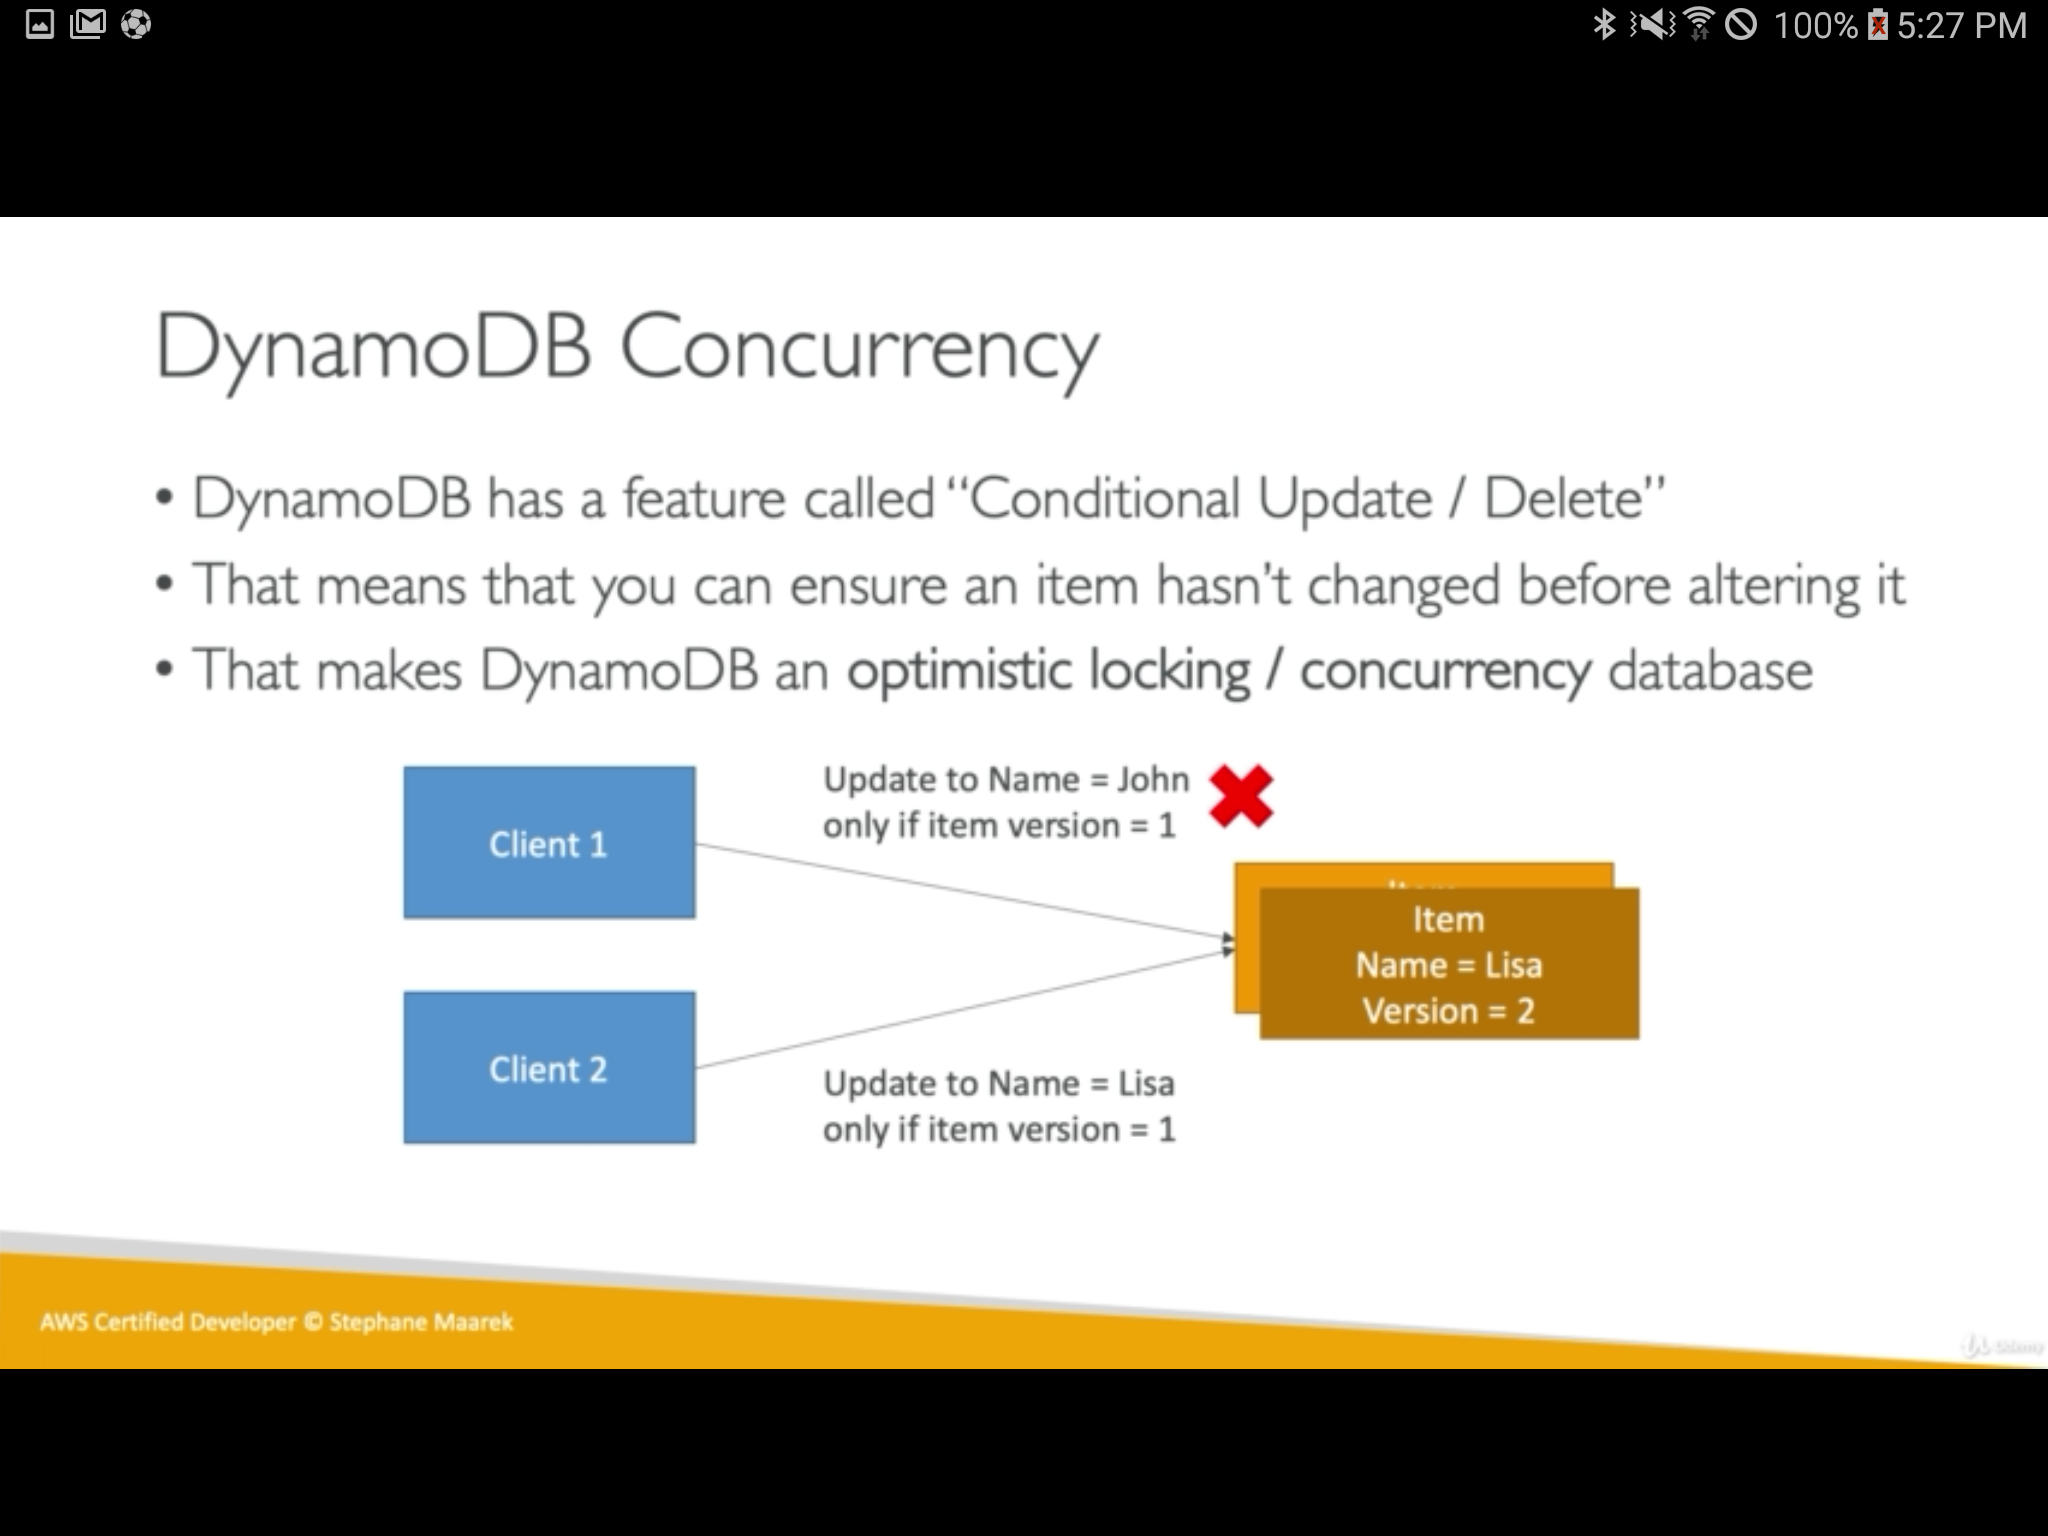 100% 5:27 PM
DynamoDB Concurrency
• DynamoDB has a feature called “Conditional Update / Delete”
• That means that you can ensure an item hasn’t changed before altering it
• That makes DynamoDB an optimistic locking / concurrency database
Update to Name = John
only if item version = 1
Client 1
Item
Item
Name = Lisa
Version = 2
Client 2
Update to Name = Lisa
only if item version = 1
AWS Certified Developer © Stephane Maarek
Udemy